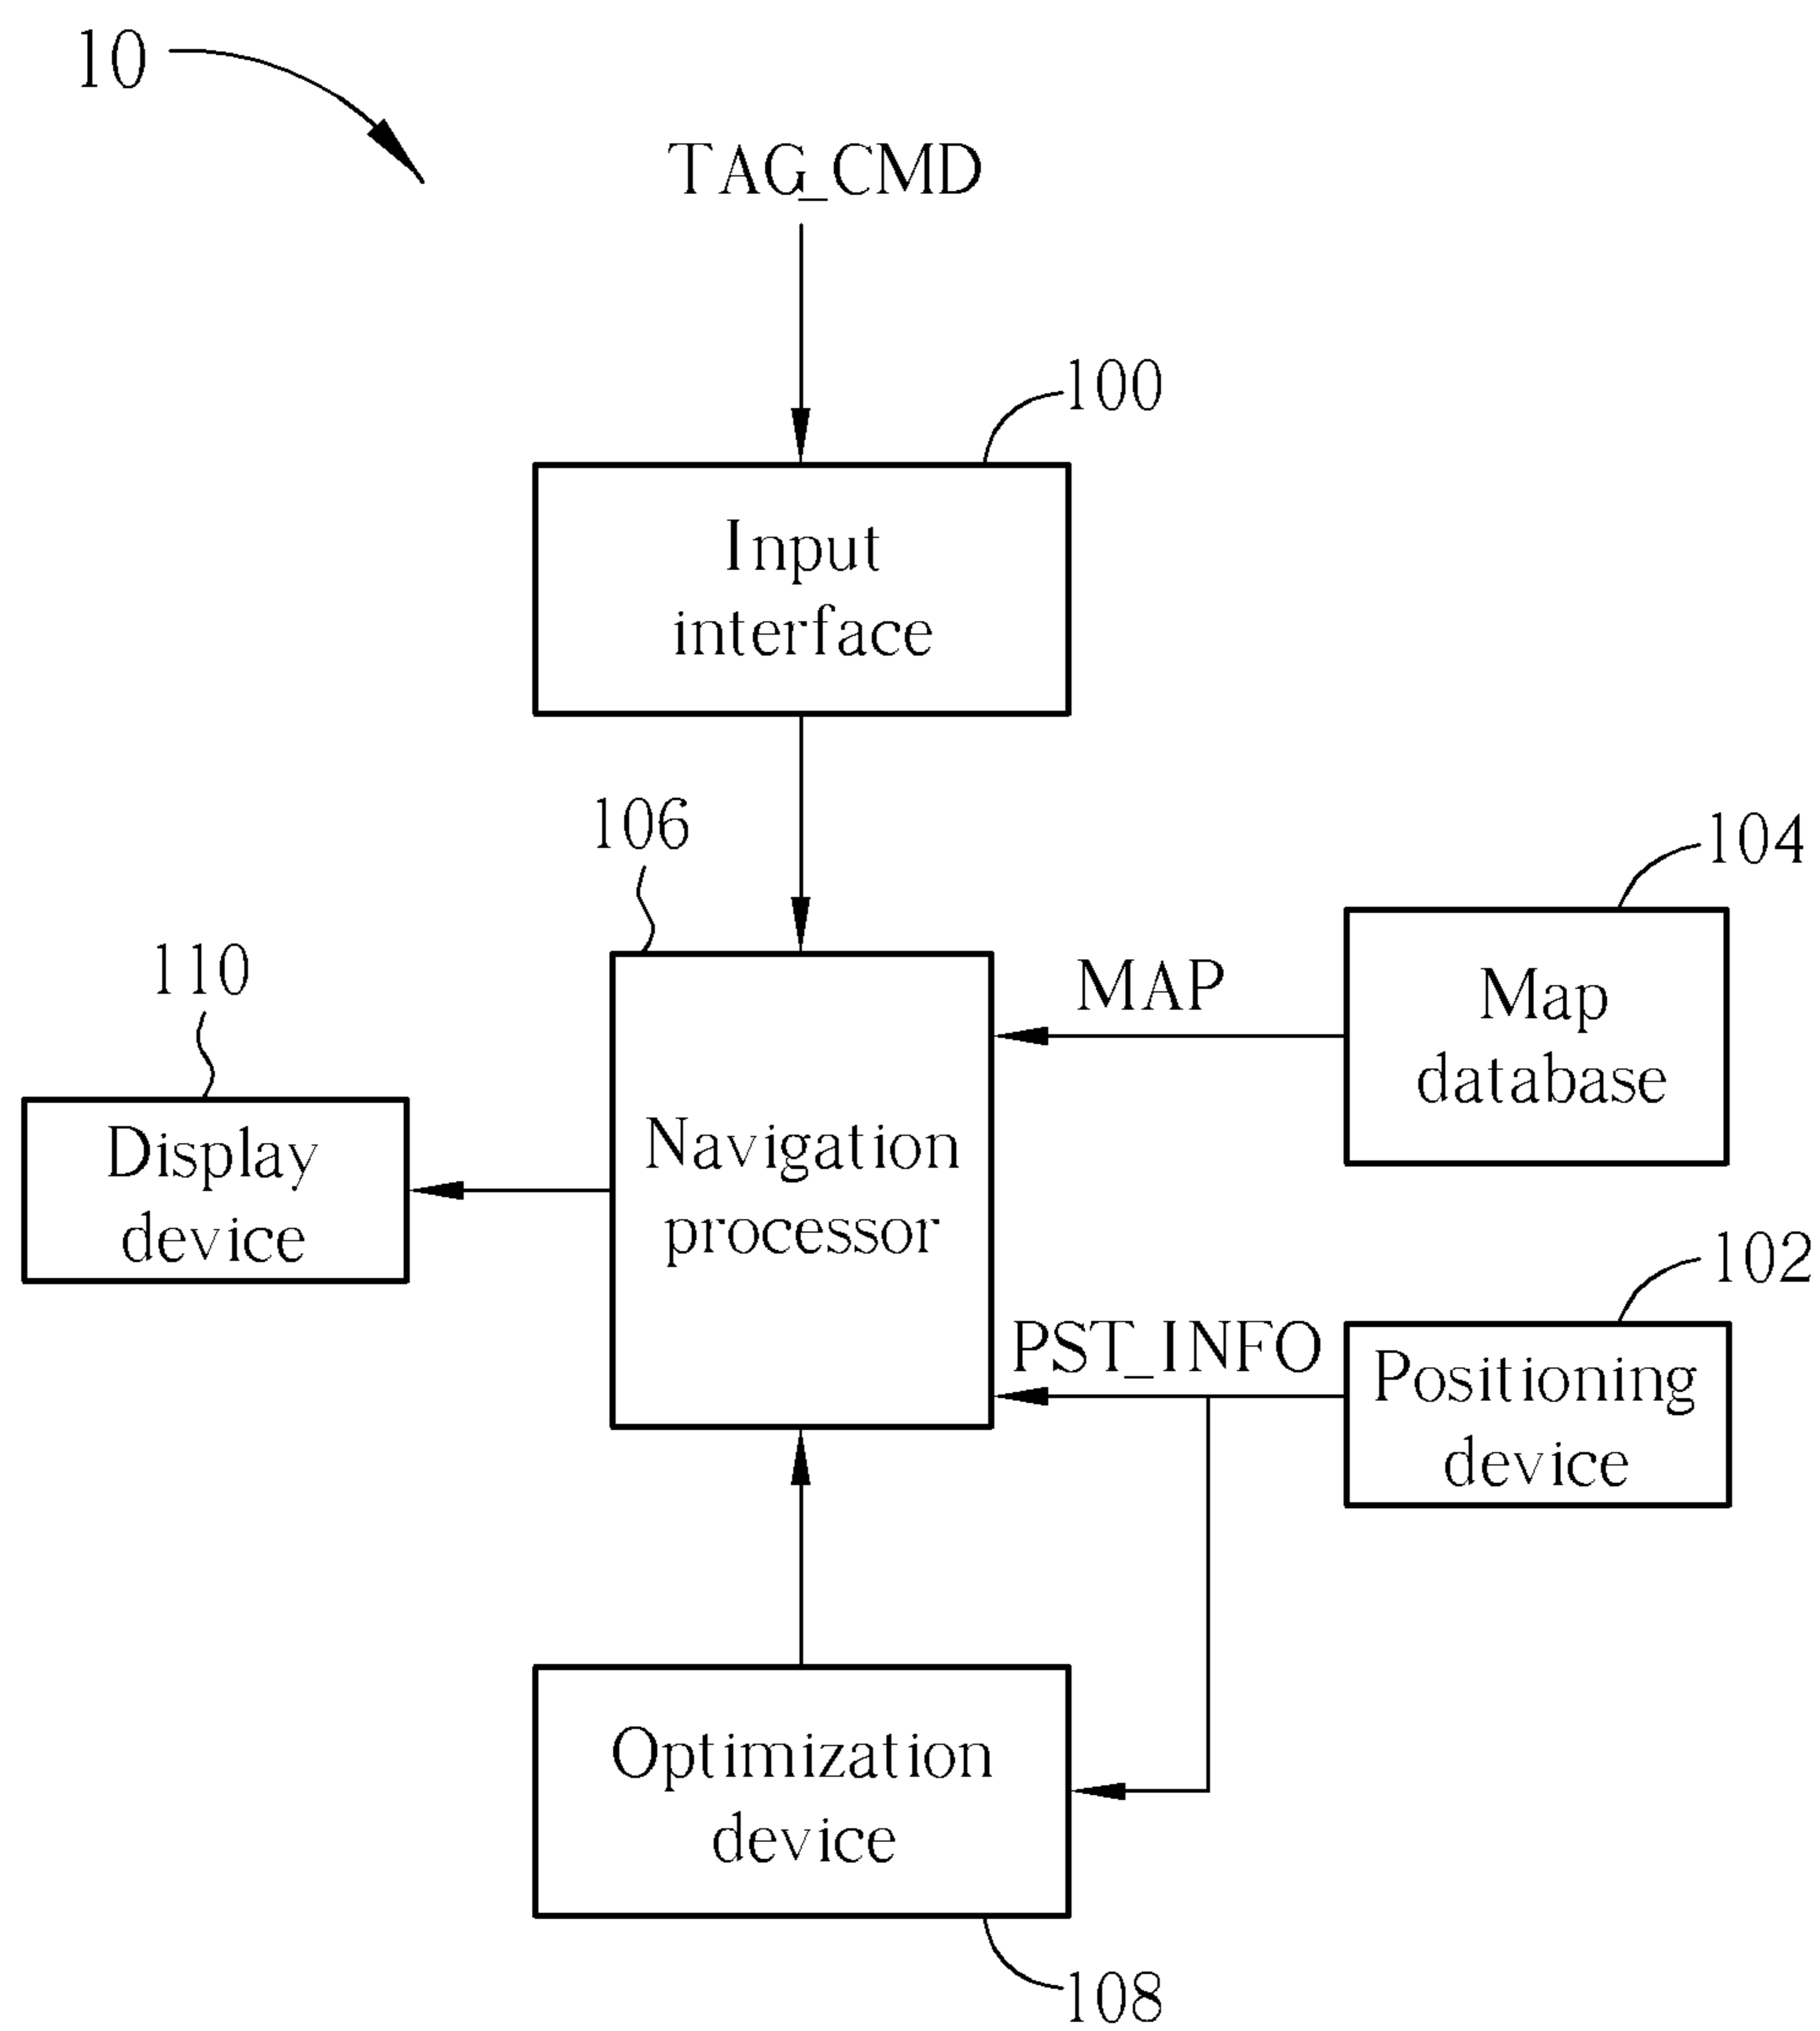 10
TAG_CMD
100
Input
interface
106
104
110
MAP
Map
database
Display
device
Navigation
processor
102
PST_INFO
Positioning
device
Optimization
device
108